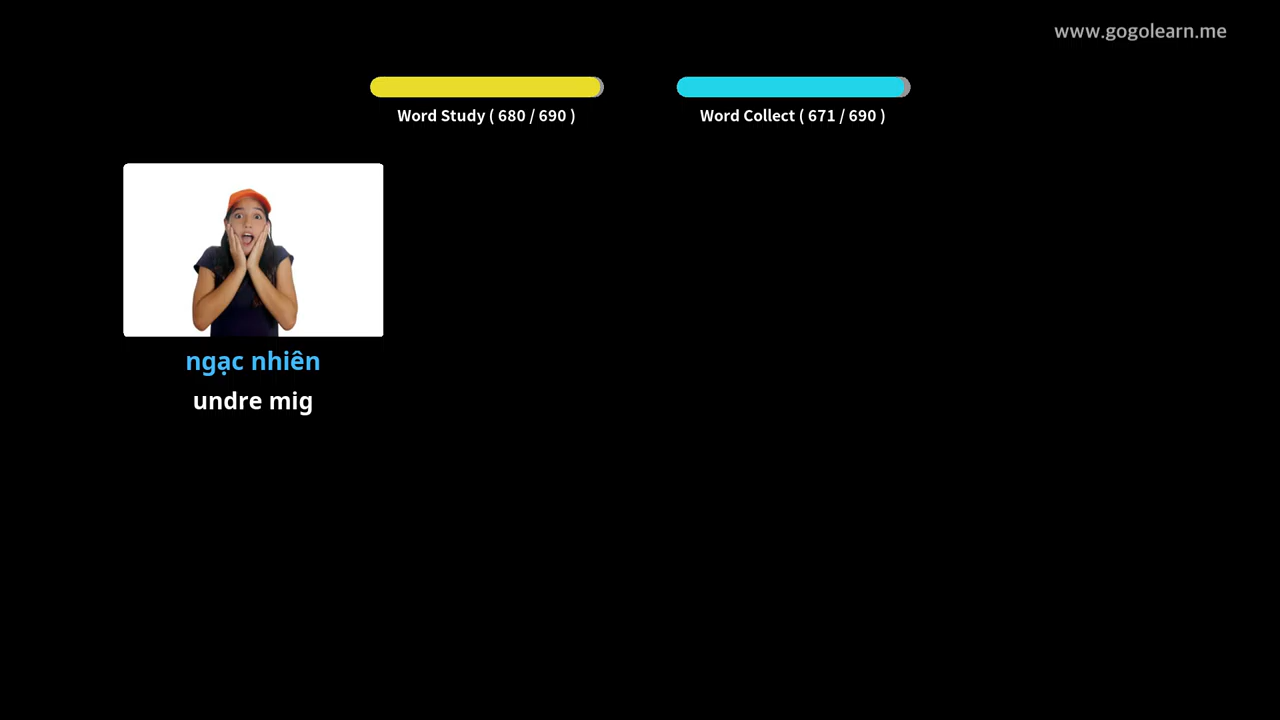 www.gogolearn.me
Word Study ( 680 / 690 )
Word Collect ( 671 / 690 )
ngạc nhiên
undre mig